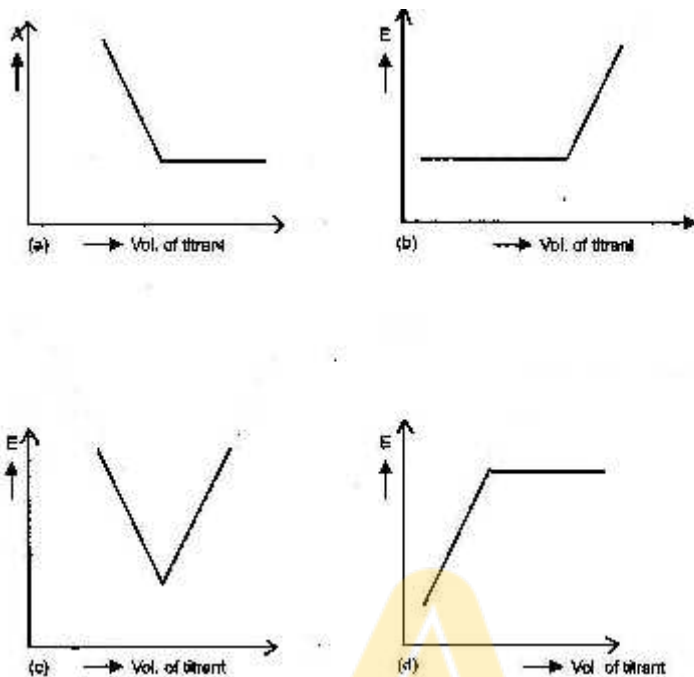 A
E
(a) Vol. of titrant
(b) Vol. of titrant
E
E
(c) Vol. of titrant
(d) Vol. of titrant